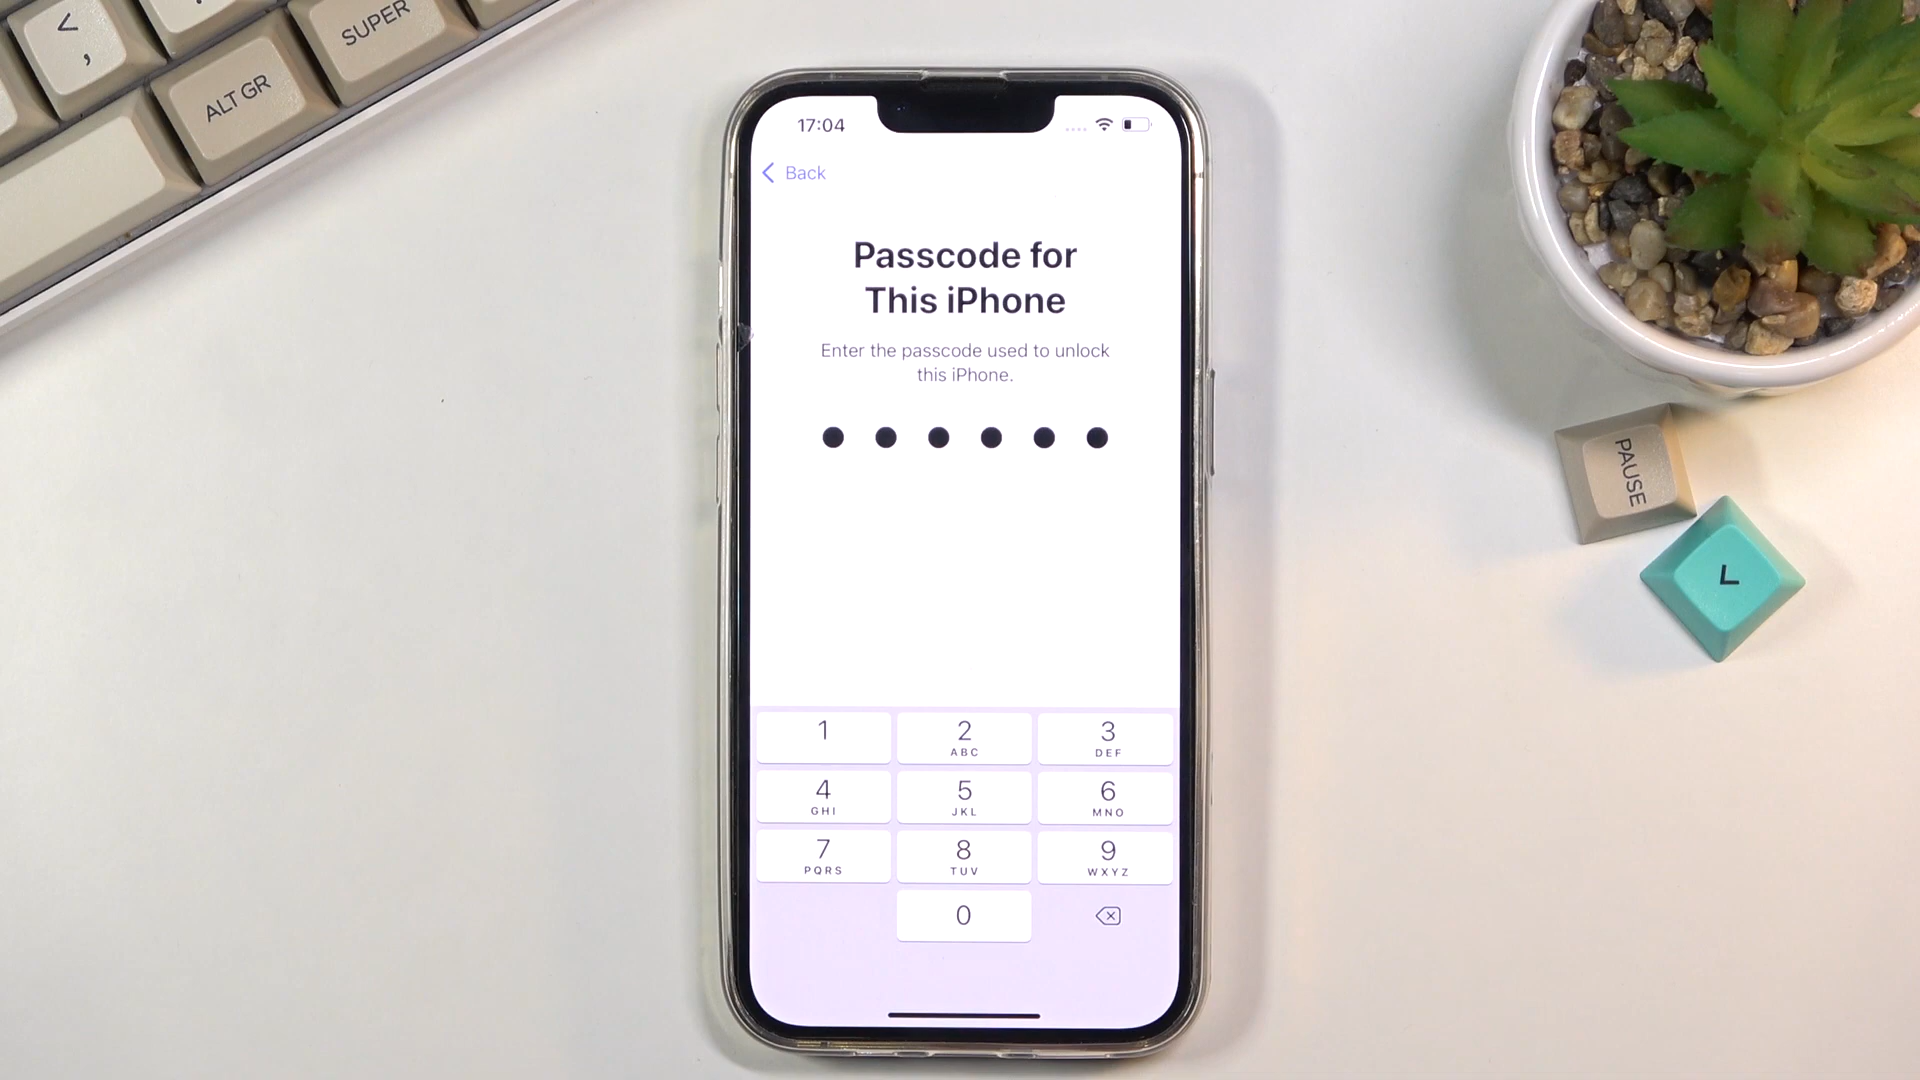 <
,
ALT GR
SUPER
17:04
Back
Passcode for
This iPhone
Enter the passcode used to unlock
this iPhone.
1
2
ABC
3
DEF
4
GHI
5
JKL
6
MNO
7
PQRS
8
TUV
9
WXYZ
0
PAUSE